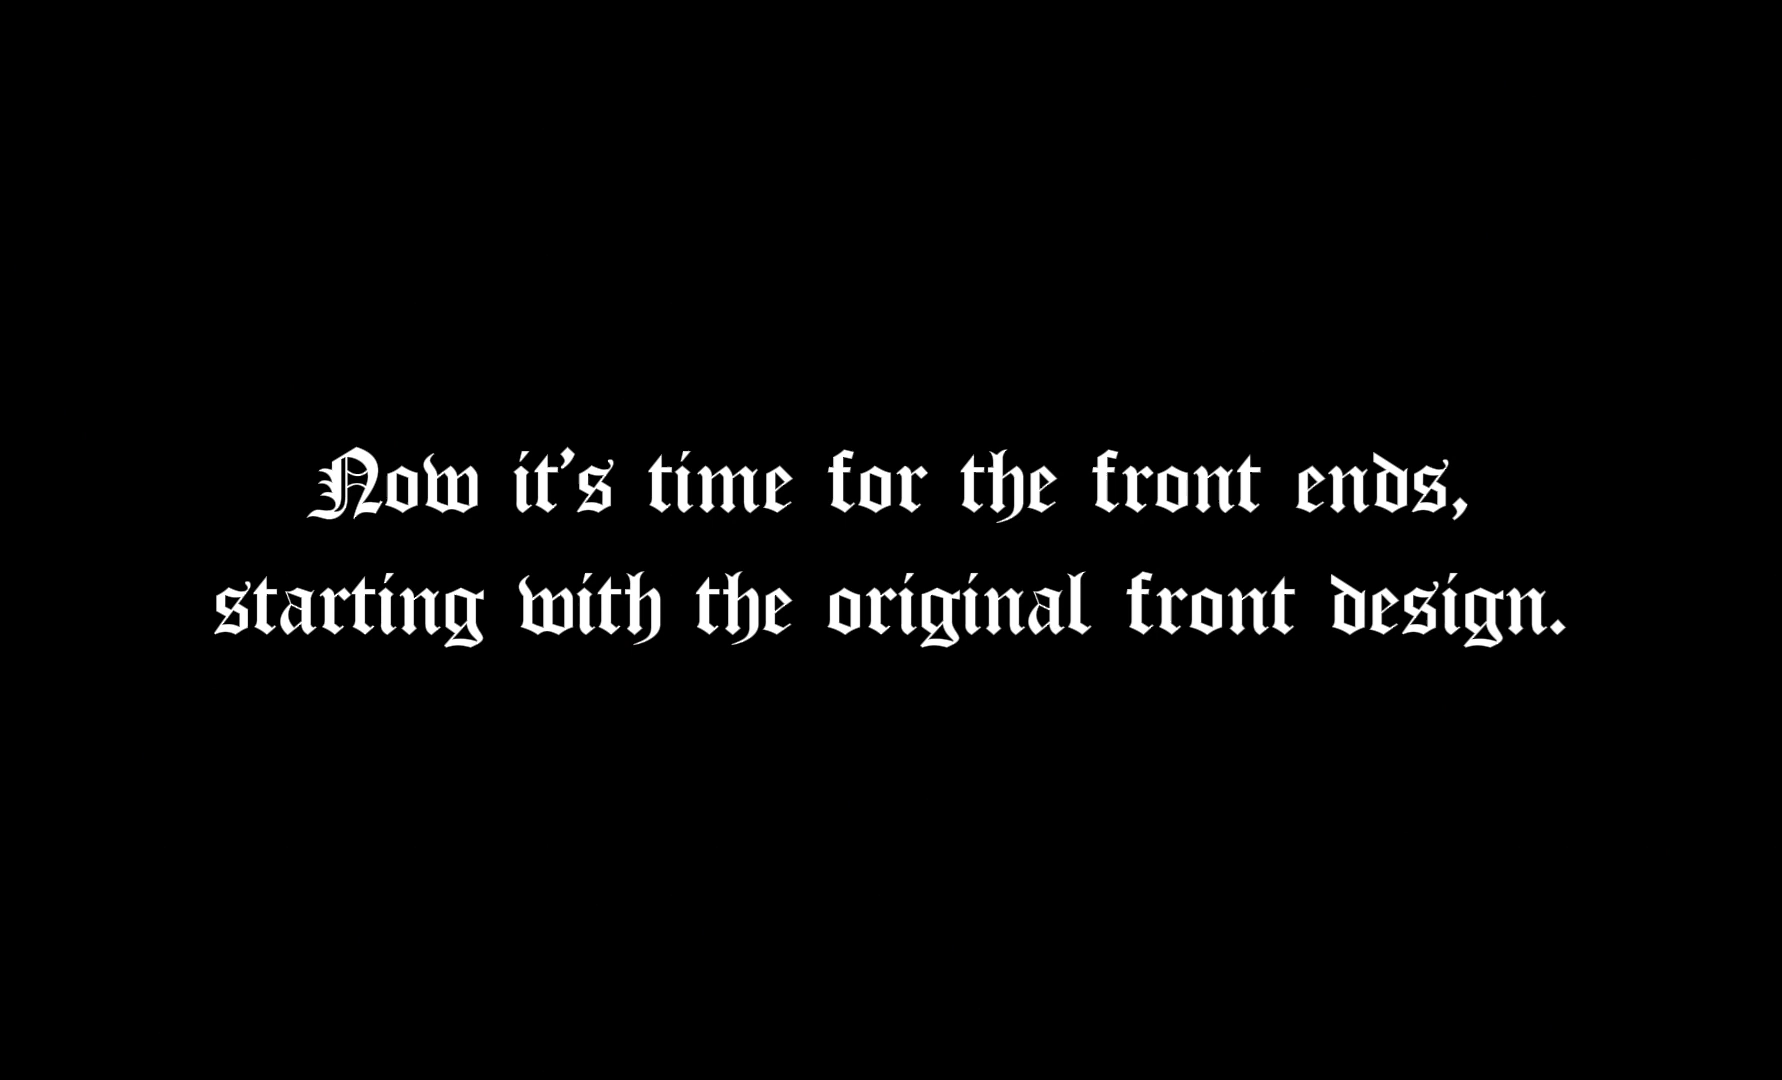 Now it's time for the front ends,
starting with the original front design.